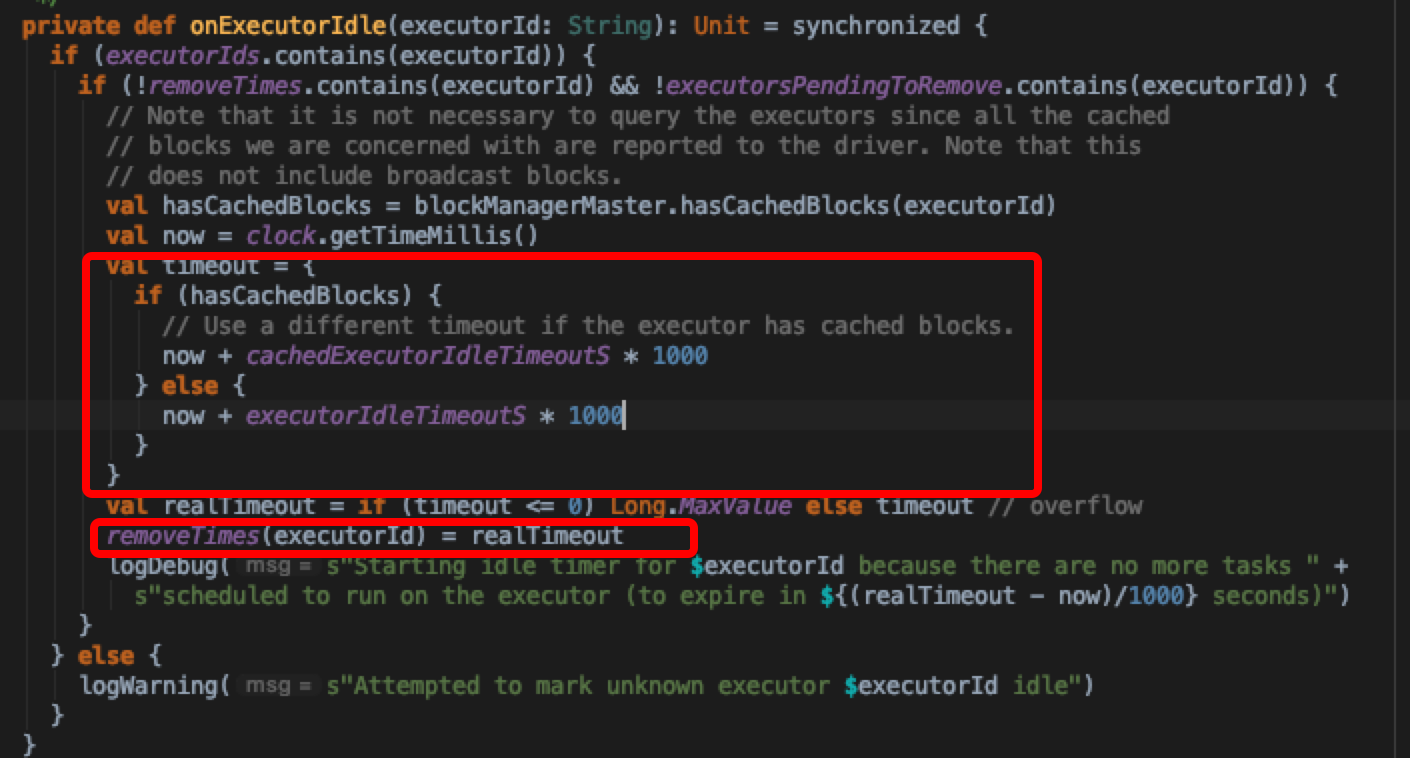 */
private def onExecutorIdle(executorId: String): Unit = synchronized {
if (executorIds.contains(executorId)) {
if (!removeTimes.contains(executorId) && !executorsPendingToRemove.contains(executorId)) {
// Note that it is not necessary to query the executors since all the cached
// blocks we are concerned with are reported to the driver. Note that this
// does not include broadcast blocks.
val hasCachedBlocks = blockManagerMaster.hasCachedBlocks(executorId)
val now = clock.getTimeMillis()
val timeout = {
if (hasCachedBlocks) {
// Use a different timeout if the executor has cached blocks.
now + cachedExecutorIdleTimeoutS * 1000
} else {
now + executorIdleTimeoutS * 1000
}
}
val realTimeout = if (timeout <= 0) Long.MaxValue else timeout // overflow
removeTimes(executorId) = realTimeout
logDebug( msg = s"Starting idle timer for $executorId because there are no more tasks " +
s"scheduled to run on the executor (to expire in ${(realTimeout - now)/1000} seconds)")
}
} else {
logWarning( msg = s"Attempted to mark unknown executor $executorId idle")
}
}